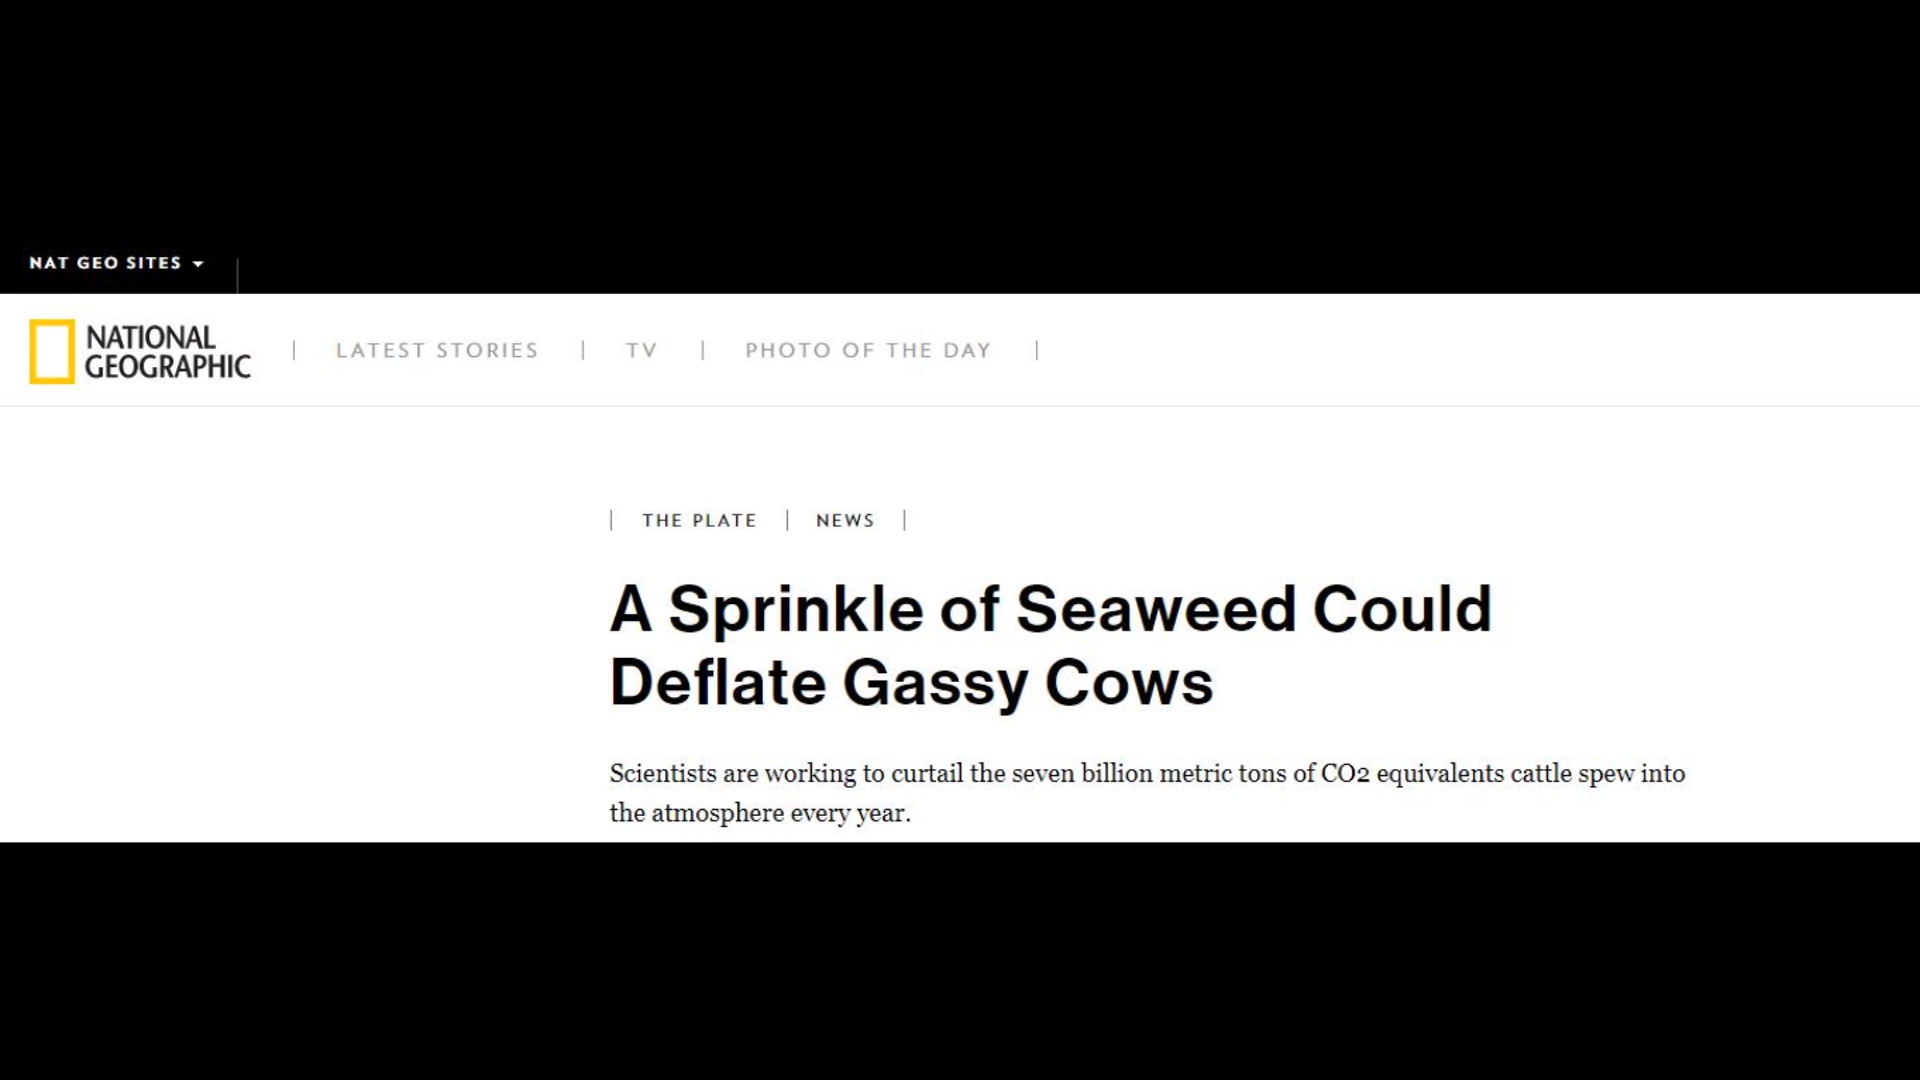 NAT GEO SITES
NATIONAL
GEOGRAPHIC
LATEST STORIES | TV | PHOTO OF THE DAY |
| THE PLATE | NEWS |
A Sprinkle of Seaweed Could
Deflate Gassy Cows
Scientists are working to curtail the seven billion metric tons of CO2 equivalents cattle spew into
the atmosphere every year.